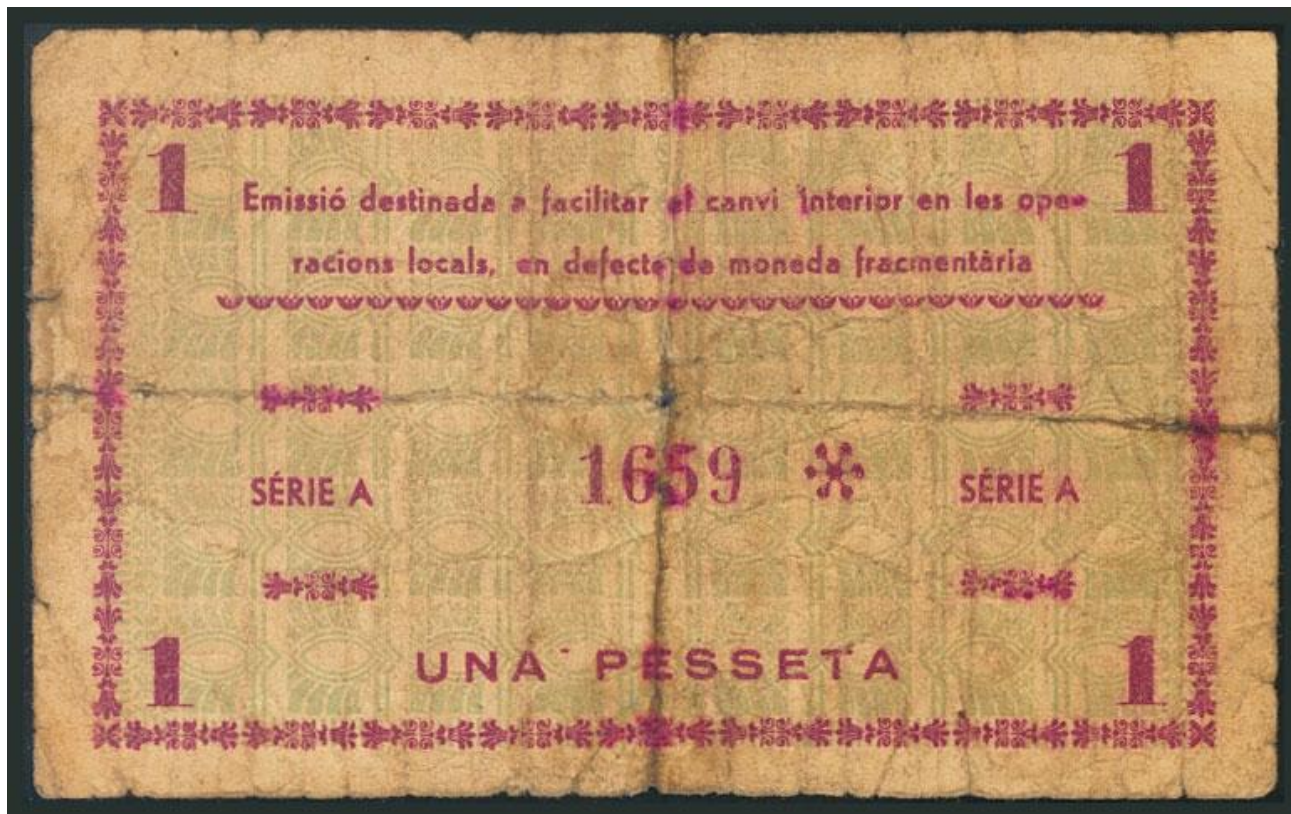 1 1
Emissió destinada a facilitar el canvi interior en les ope-
racions locals, en defecte de moneda fracmentària
SÉRIE A 1659 SÉRIE A
UNA PESSETA
1 1